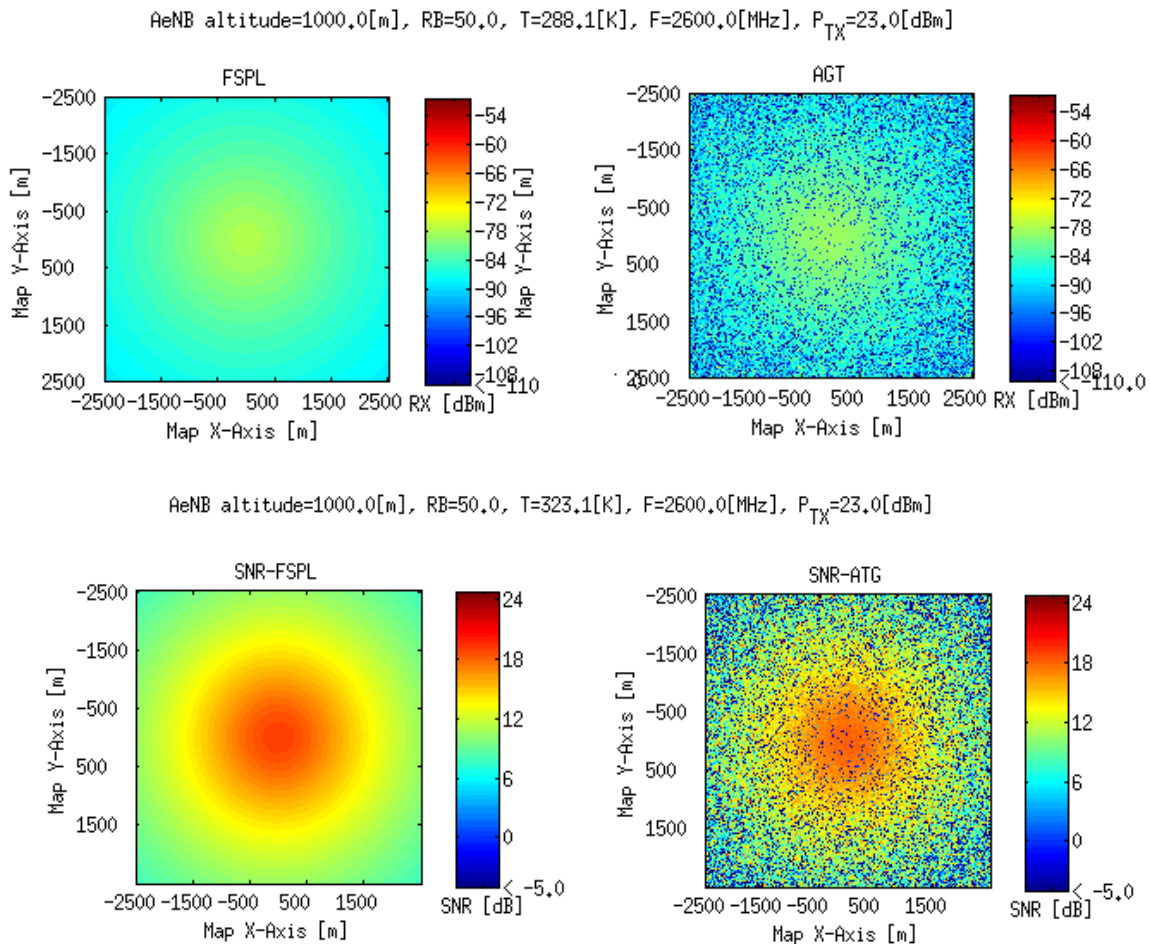 AeNB altitude=1000.0[m], RB=50.0, T=288.1[K], F=2600.0[MHz], P_TX=23.0[dBm]
FSPL
-2500
-1500
-500
500
1500
2500
Map Y-Axis [m]
-2500 -1500 -500 500 1500 2500
Map X-Axis [m]
-54
-60
-66
-72
-78
-84
-90
-96
-102
-108
< -110
RX [dBm]
AGT
-2500
-1500
-500
500
1500
2500
Map Y-Axis [m]
-2500 -1500 -500 500 1500 2500
Map X-Axis [m]
-54
-60
-66
-72
-78
-84
-90
-96
-102
-108
< -110.0
RX [dBm]
AeNB altitude=1000.0[m], RB=50.0, T=323.1[K], F=2600.0[MHz], P_TX=23.0[dBm]
SNR-FSPL
-2500
-1500
-500
500
1500
Map Y-Axis [m]
-2500 -1500 -500 500 1500
Map X-Axis [m]
24
18
12
6
0
< -5.0
SNR [dB]
SNR-ATG
-2500
-1500
-500
500
1500
Map Y-Axis [m]
-2500 -1500 -500 500 1500
Map X-Axis [m]
24
18
12
6
0
< -5.0
SNR [dB]